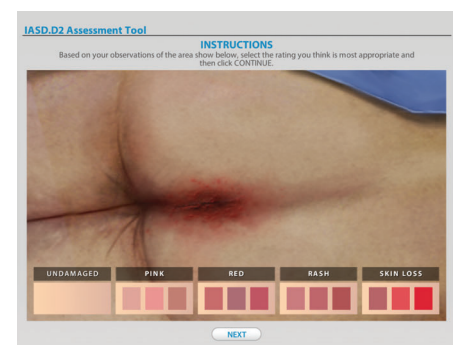 IASD.D2 Assessment Tool
INSTRUCTIONS
Based on your observations of the area show below, select the rating you think is most appropriate and
then click CONTINUE.
UNDAMAGED PINK RED RASH SKIN LOSS
NEXT